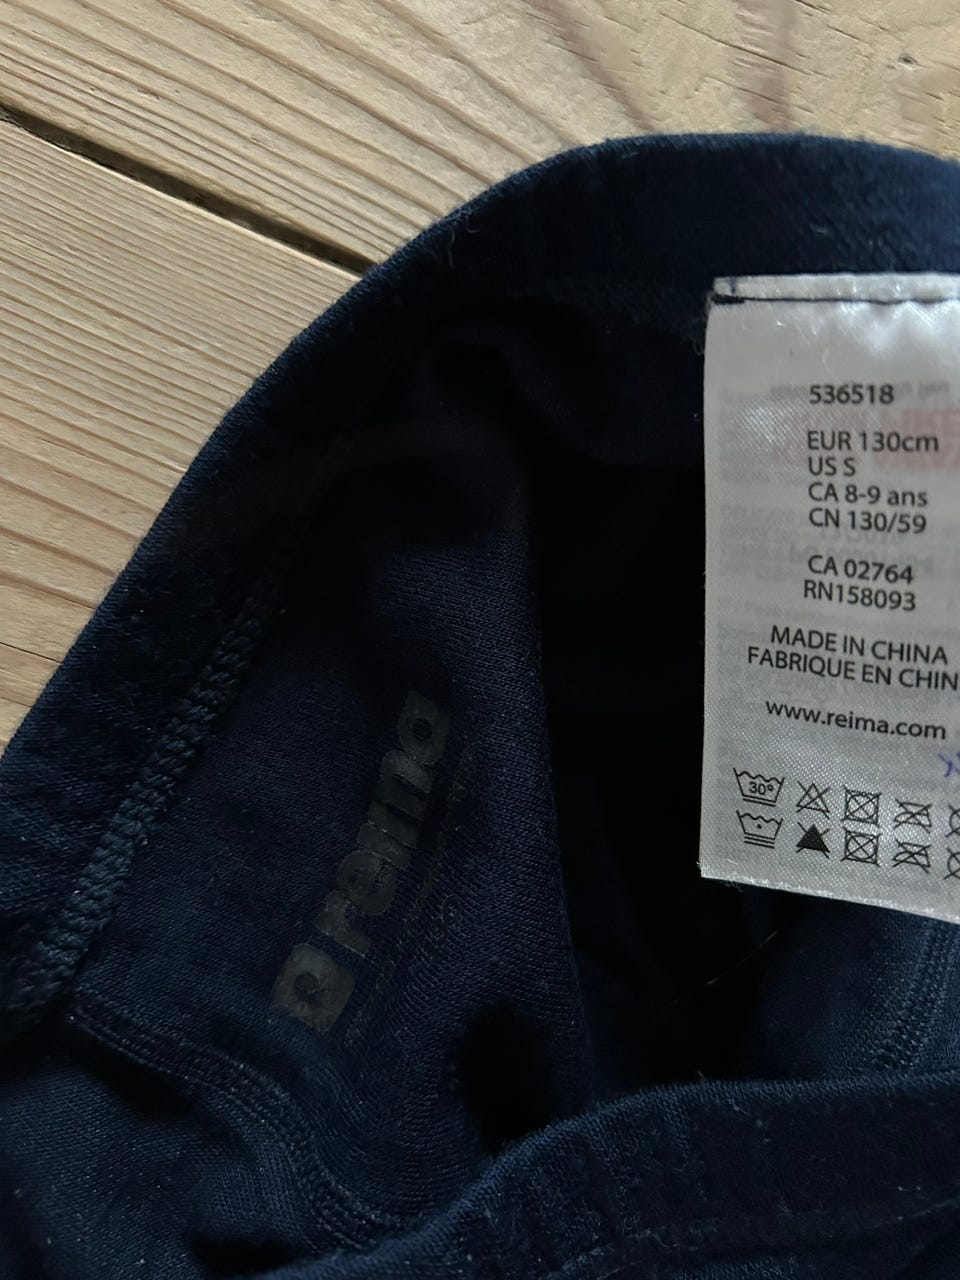 536518
EUR 130cm
US S
CA 8-9 ans
CN 130/59
CA 02764
RN158093
MADE IN CHINA
FABRIQUE EN CHIN
www.reima.com
30°
reima